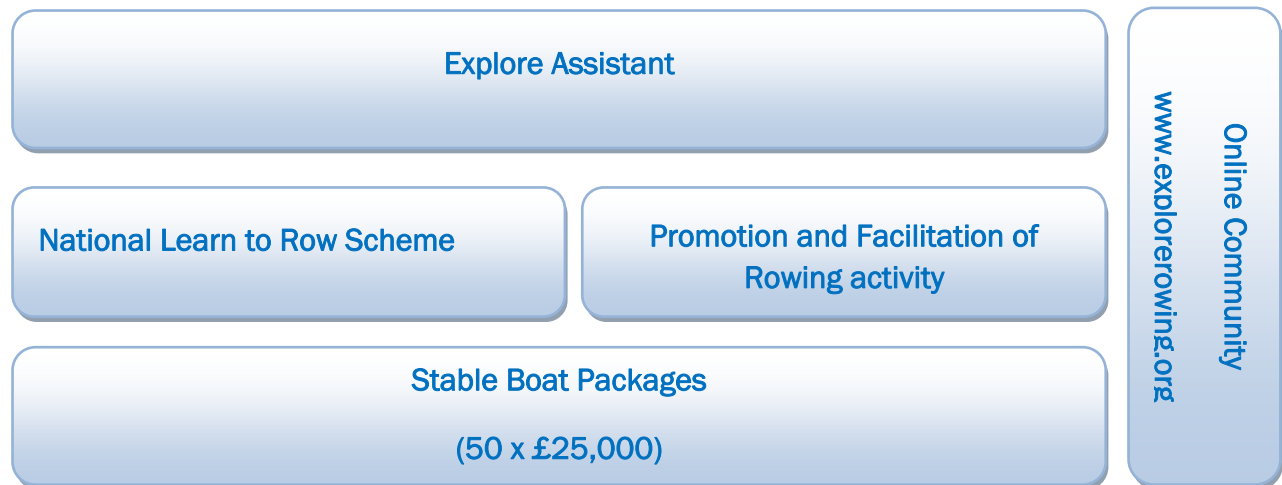 Explore Assistant
National Learn to Row Scheme
Promotion and Facilitation of
Rowing activity
Stable Boat Packages
(50 x £25,000)
Online Community
www.explorerowing.org